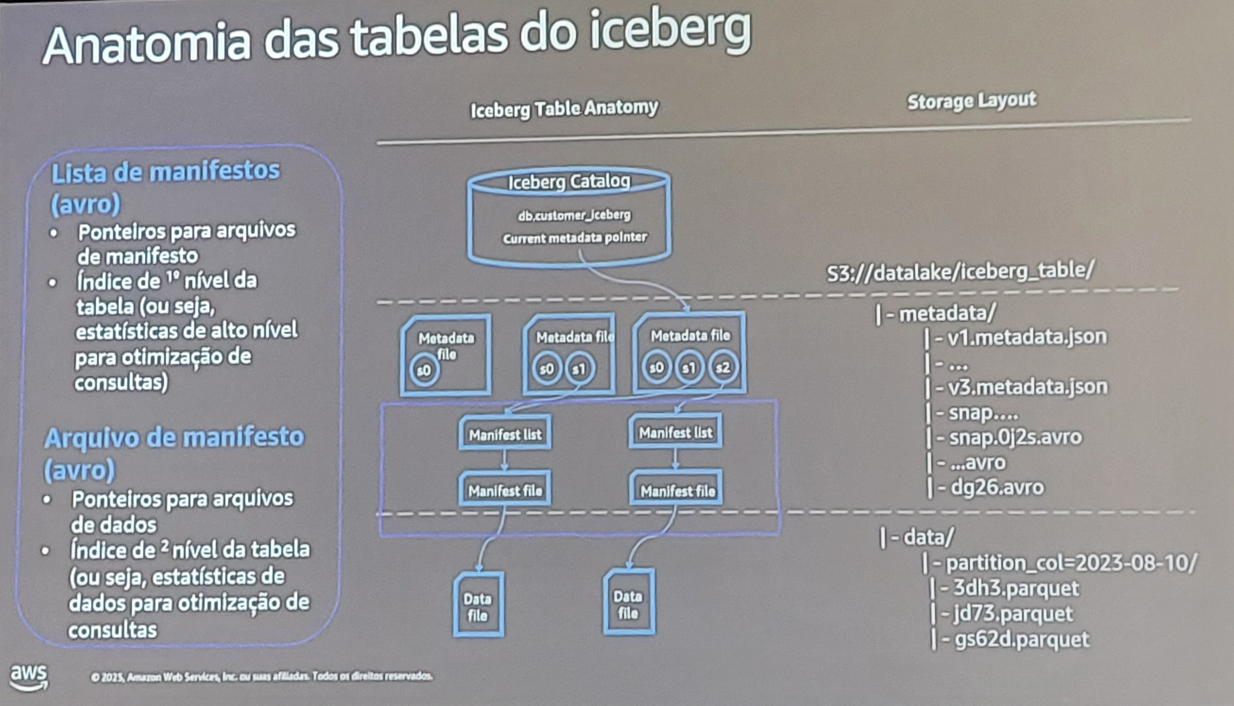 Anatomia das tabelas do iceberg
Iceberg Table Anatomy
Storage Layout
Lista de manifestos
(avro)
• Ponteiros para arquivos
de manifesto
• Índice de 1º nível da
tabela (ou seja,
estatísticas de alto nível
para otimização de
consultas)
Arquivo de manifesto
(avro)
• Ponteiros para arquivos
de dados
• Índice de 2 nível da tabela
(ou seja, estatísticas de
dados para otimização de
consultas
Iceberg Catalog
db.customer_iceberg
Current metadata pointer
Metadata
file
s0
Metadata file
s0 s1
Metadata file
s0 s1 s2
Manifest list
Manifest list
Manifest file
Manifest file
Data
file
Data
file
S3://datalake/iceberg_table/
|- metadata/
|- v1.metadata.json
|- ...
|- v3.metadata.json
|- snap....
|- snap.0j2s.avro
|- ...avro
|- dg26.avro
|- data/
|- partition_col=2023-08-10/
|- 3dh3.parquet
|- jd73.parquet
|- gs62d.parquet
aws
© 2025, Amazon Web Services, Inc. ou suas afiliadas. Todos os direitos reservados.